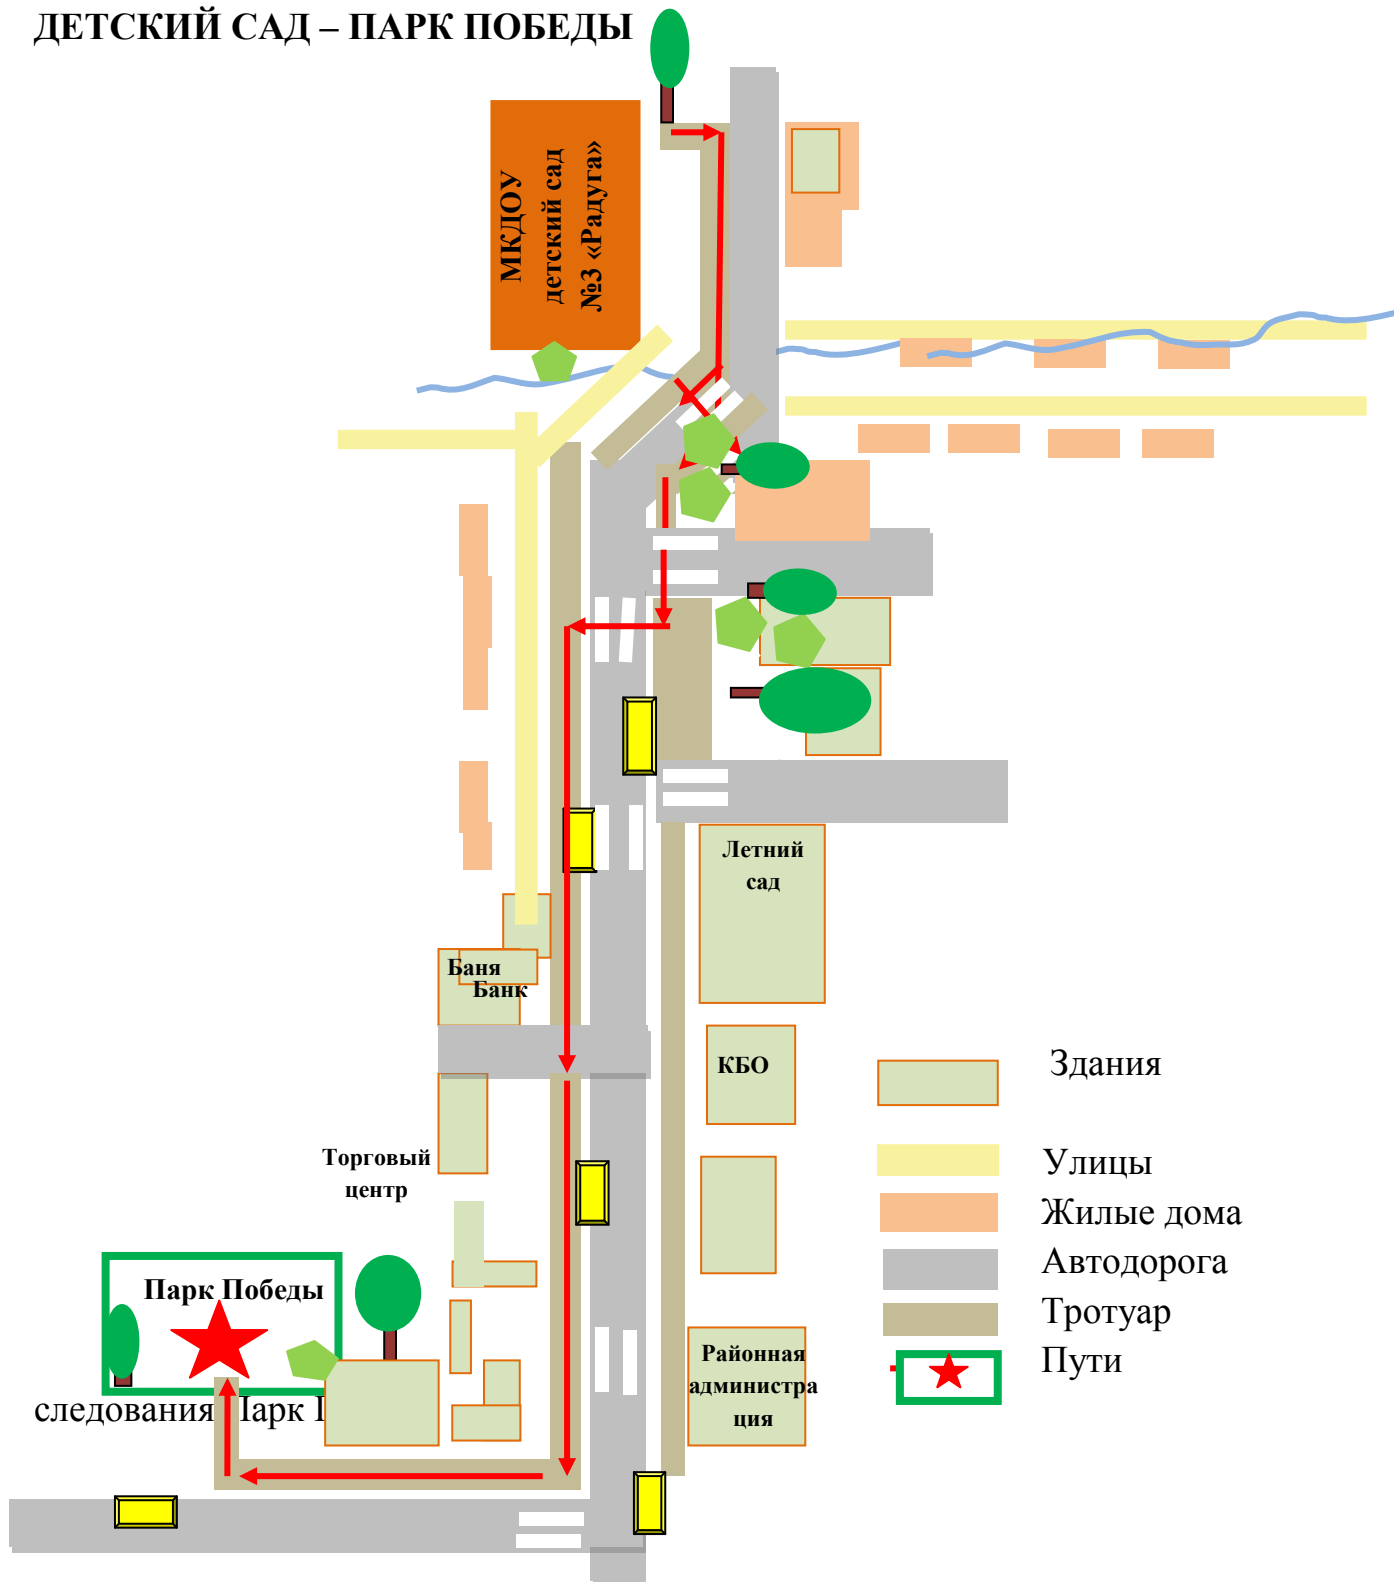 ДЕТСКИЙ САД – ПАРК ПОБЕДЫ
МКДОУ
детский сад
№3 «Радуга»
Летний
сад
Баня
Банк
КБО
Торговый
центр
Парк Победы
Районная
администра
ция
Здания
Улицы
Жилые дома
Автодорога
Тротуар
Пути
следования